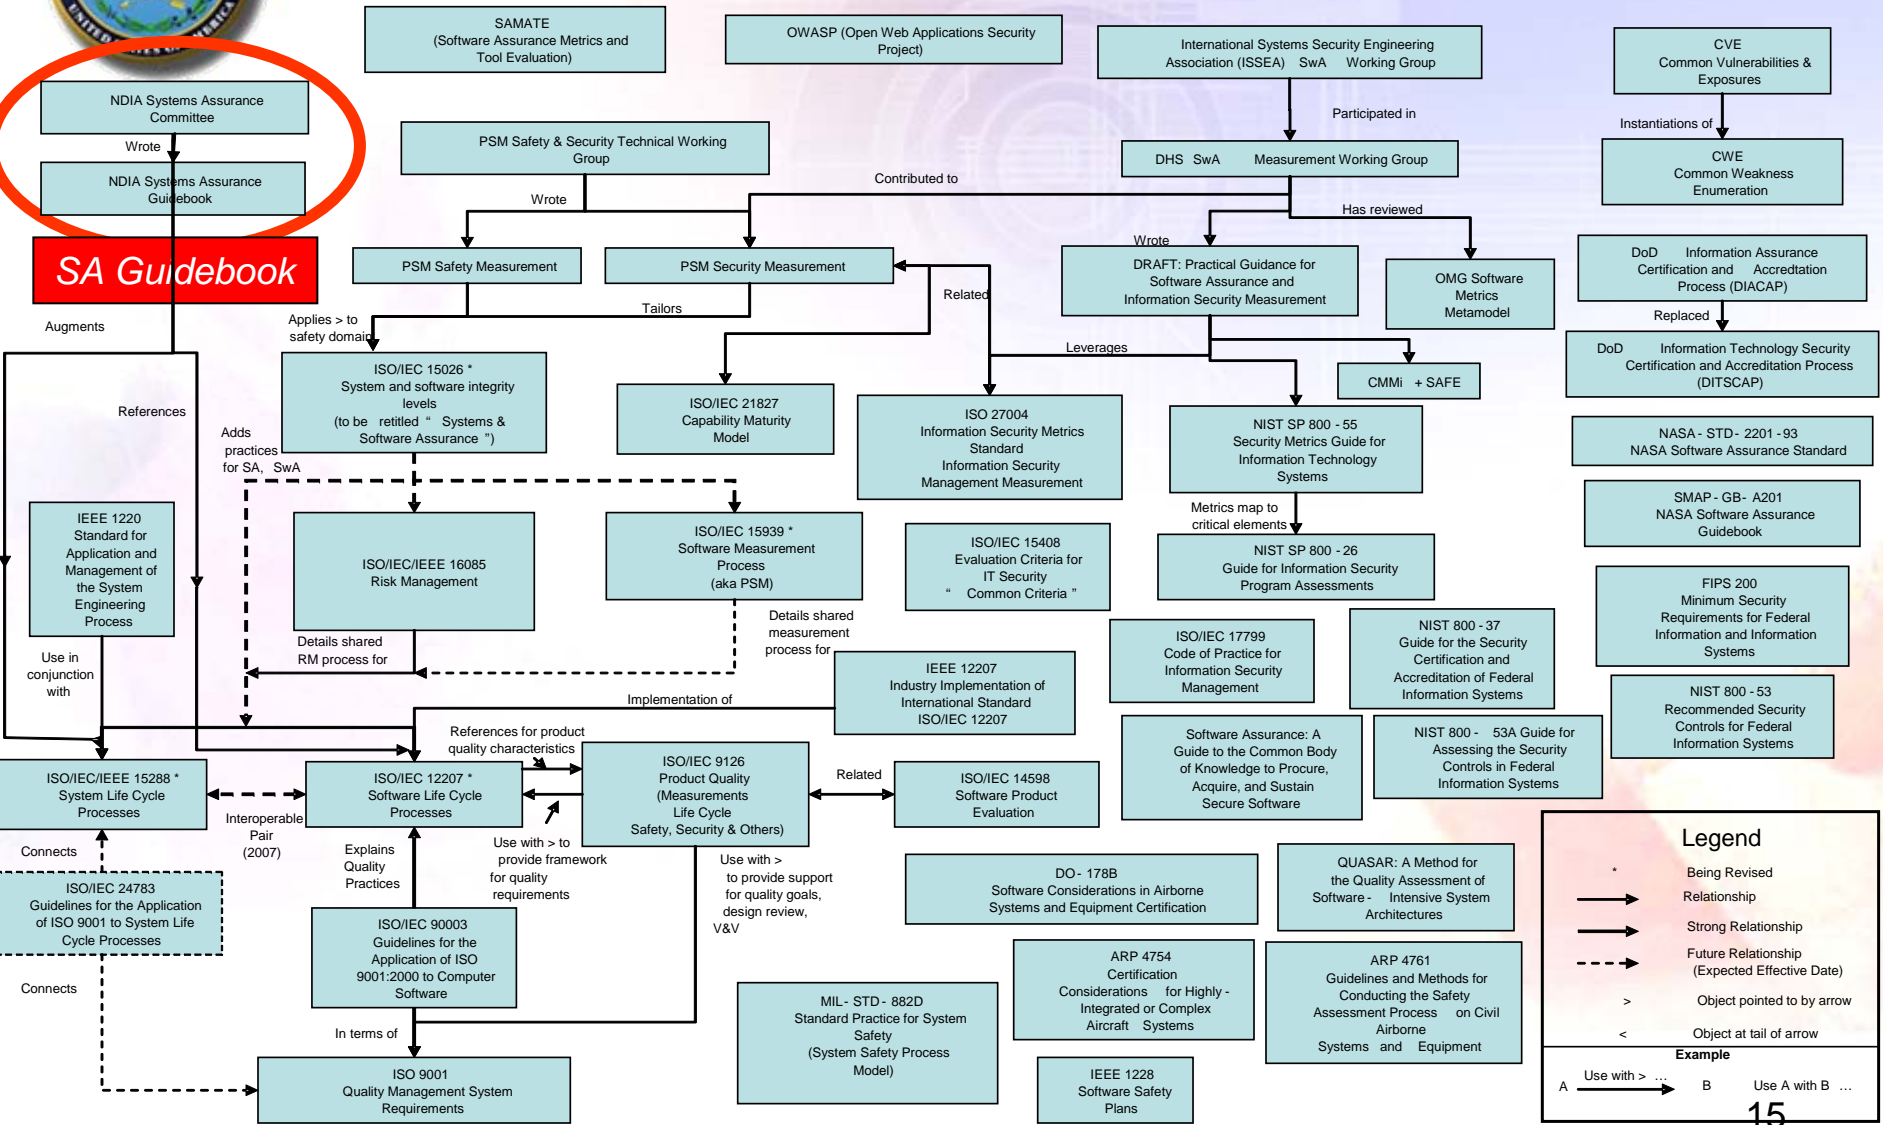 UNITED STATES OF AMERICA
SAMATE
(Software Assurance Metrics and
Tool Evaluation)
OWASP (Open Web Applications Security
Project)
International Systems Security Engineering
Association (ISSEA) SwA Working Group
CVE
Common Vulnerabilities &
Exposures
NDIA Systems Assurance
Committee
Wrote
NDIA Systems Assurance
Guidebook
SA Guidebook
PSM Safety & Security Technical Working
Group
Participated in
DHS SwA Measurement Working Group
Instantiations of
CWE
Common Weakness
Enumeration
Contributed to
Wrote
Has reviewed
Wrote
PSM Safety Measurement
PSM Security Measurement
DRAFT: Practical Guidance for
Software Assurance and
Information Security Measurement
OMG Software
Metrics
Metamodel
DoD Information Assurance
Certification and Accredtation
Process (DIACAP)
Replaced
DoD Information Technology Security
Certification and Accreditation Process
(DITSCAP)
Augments
Applies > to
safety domain
Tailors
Related
Leverages
CMMi + SAFE
ISO/IEC 15026 *
System and software integrity
levels
(to be retitled “ Systems &
Software Assurance ”)
References
Adds
practices
for SA, SwA
ISO/IEC 21827
Capability Maturity
Model
ISO 27004
Information Security Metrics
Standard
Information Security
Management Measurement
NIST SP 800 - 55
Security Metrics Guide for
Information Technology
Systems
Metrics map to
critical elements
NIST SP 800 - 26
Guide for Information Security
Program Assessments
NASA - STD - 2201 - 93
NASA Software Assurance Standard
SMAP - GB - A201
NASA Software Assurance
Guidebook
IEEE 1220
Standard for
Application and
Management of
the System
Engineering
Process
ISO/IEC/IEEE 16085
Risk Management
ISO/IEC 15939 *
Software Measurement
Process
(aka PSM)
ISO/IEC 15408
Evaluation Criteria for
IT Security
“ Common Criteria ”
FIPS 200
Minimum Security
Requirements for Federal
Information and Information
Systems
Use in
conjunction
with
Details shared
RM process for
Details shared
measurement
process for
ISO/IEC 17799
Code of Practice for
Information Security
Management
NIST 800 - 37
Guide for the Security
Certification and
Accreditation of Federal
Information Systems
NIST 800 - 53
Recommended Security
Controls for Federal
Information Systems
Implementation of
IEEE 12207
Industry Implementation of
International Standard
ISO/IEC 12207
Software Assurance: A
Guide to the Common Body
of Knowledge to Procure,
Acquire, and Sustain
Secure Software
NIST 800 - 53A Guide for
Assessing the Security
Controls in Federal
Information Systems
References for product
quality characteristics
ISO/IEC/IEEE 15288 *
System Life Cycle
Processes
Interoperable
Pair
(2007)
ISO/IEC 12207 *
Software Life Cycle
Processes
ISO/IEC 9126
Product Quality
(Measurements
Life Cycle
Safety, Security & Others)
Related
ISO/IEC 14598
Software Product
Evaluation
Connects
Explains
Quality
Practices
Use with > to
provide framework
for quality
requirements
Use with >
to provide support
for quality goals,
design review,
V&V
ISO/IEC 24783
Guidelines for the Application
of ISO 9001 to System Life
Cycle Processes
Connects
ISO/IEC 90003
Guidelines for the
Application of ISO
9001:2000 to Computer
Software
In terms of
ISO 9001
Quality Management System
Requirements
DO - 178B
Software Considerations in Airborne
Systems and Equipment Certification
QUASAR: A Method for
the Quality Assessment of
Software - Intensive System
Architectures
MIL- STD - 882D
Standard Practice for System
Safety
(System Safety Process
Model)
ARP 4754
Certification
Considerations for Highly -
Integrated or Complex
Aircraft Systems
ARP 4761
Guidelines and Methods for
Conducting the Safety
Assessment Process on Civil
Airborne
Systems and Equipment
IEEE 1228
Software Safety
Plans
Legend
* Being Revised
Relationship
Strong Relationship
Future Relationship
(Expected Effective Date)
> Object pointed to by arrow
< Object at tail of arrow
Example
A Use with > … B Use A with B …
15